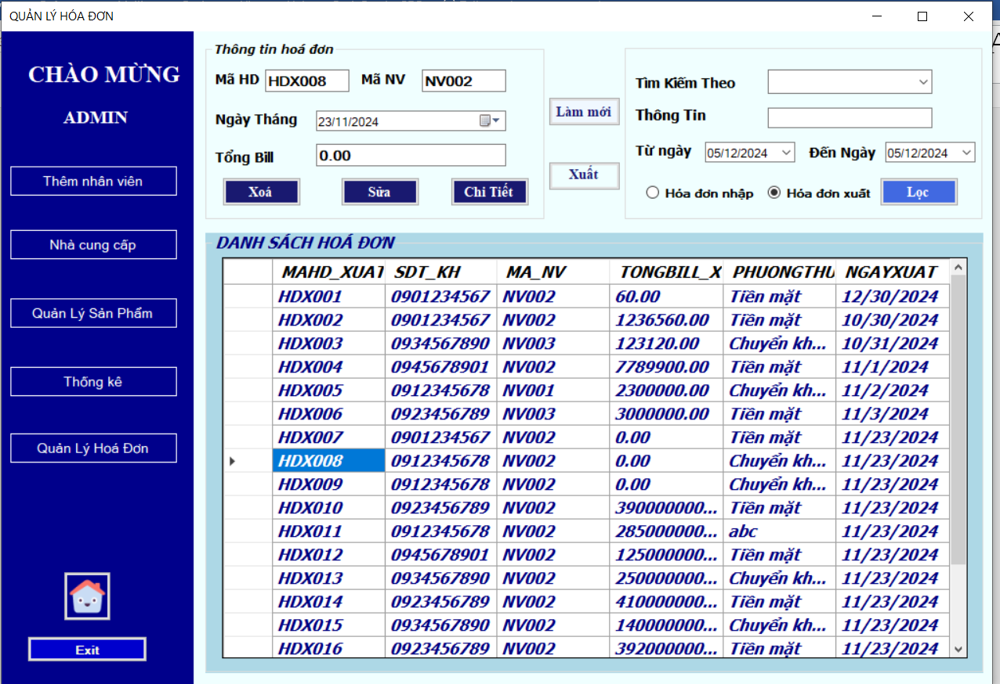 QUẢN LÝ HÓA ĐƠN
CHÀO MỪNG
ADMIN
Thêm nhân viên
Nhà cung cấp
Quản Lý Sản Phẩm
Thống kê
Quản Lý Hoá Đơn
Exit
Thông tin hoá đơn
Mã HD HDX008 Mã NV NV002
Ngày Tháng 23/11/2024
Tổng Bill 0.00
Xoá Sửa Chi Tiết
Làm mới
Xuất
Tìm Kiếm Theo
Thông Tin
Từ ngày 05/12/2024 Đến Ngày 05/12/2024
Hóa đơn nhập Hóa đơn xuất Lọc
DANH SÁCH HOÁ ĐƠN
MAHD_XUAT SDT_KH MA_NV TONGBILL_X PHUONGTHU NGAYXUAT
HDX001 0901234567 NV002 60.00 Tiền mặt 12/30/2024
HDX002 0901234567 NV002 1236560.00 Tiền mặt 10/30/2024
HDX003 0934567890 NV003 123120.00 Chuyển kh... 10/31/2024
HDX004 0945678901 NV002 7789900.00 Tiền mặt 11/1/2024
HDX005 0912345678 NV001 2300000.00 Chuyển kh... 11/2/2024
HDX006 0923456789 NV003 3000000.00 Tiền mặt 11/3/2024
HDX007 0901234567 NV002 0.00 Tiền mặt 11/23/2024
HDX008 0912345678 NV002 0.00 Chuyển kh... 11/23/2024
HDX009 0912345678 NV002 0.00 Chuyển kh... 11/23/2024
HDX010 0923456789 NV002 390000000... Tiền mặt 11/23/2024
HDX011 0912345678 NV002 285000000... abc 11/23/2024
HDX012 0945678901 NV002 125000000... Tiền mặt 11/23/2024
HDX013 0934567890 NV002 250000000... Chuyển kh... 11/23/2024
HDX014 0923456789 NV002 410000000... Tiền mặt 11/23/2024
HDX015 0934567890 NV002 140000000... Chuyển kh... 11/23/2024
HDX016 0923456789 NV002 392000000... Tiền mặt 11/23/2024